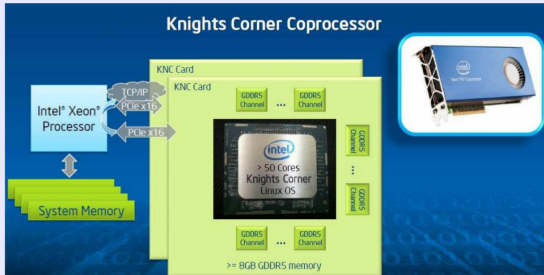 Knights Corner Coprocessor
KNC Card
KNC Card
TCP/IP
PCIe x16
PCIe x16
Intel® Xeon®
Processor
System Memory
GDDR5
Channel
...
GDDR5
Channel
intel
> 50 Cores
Knights Corner
Linux OS
GDDR5
Channel
...
GDDR5
Channel
GDDR5
Channel
...
GDDR5
Channel
>= 8GB GDDR5 memory
intel